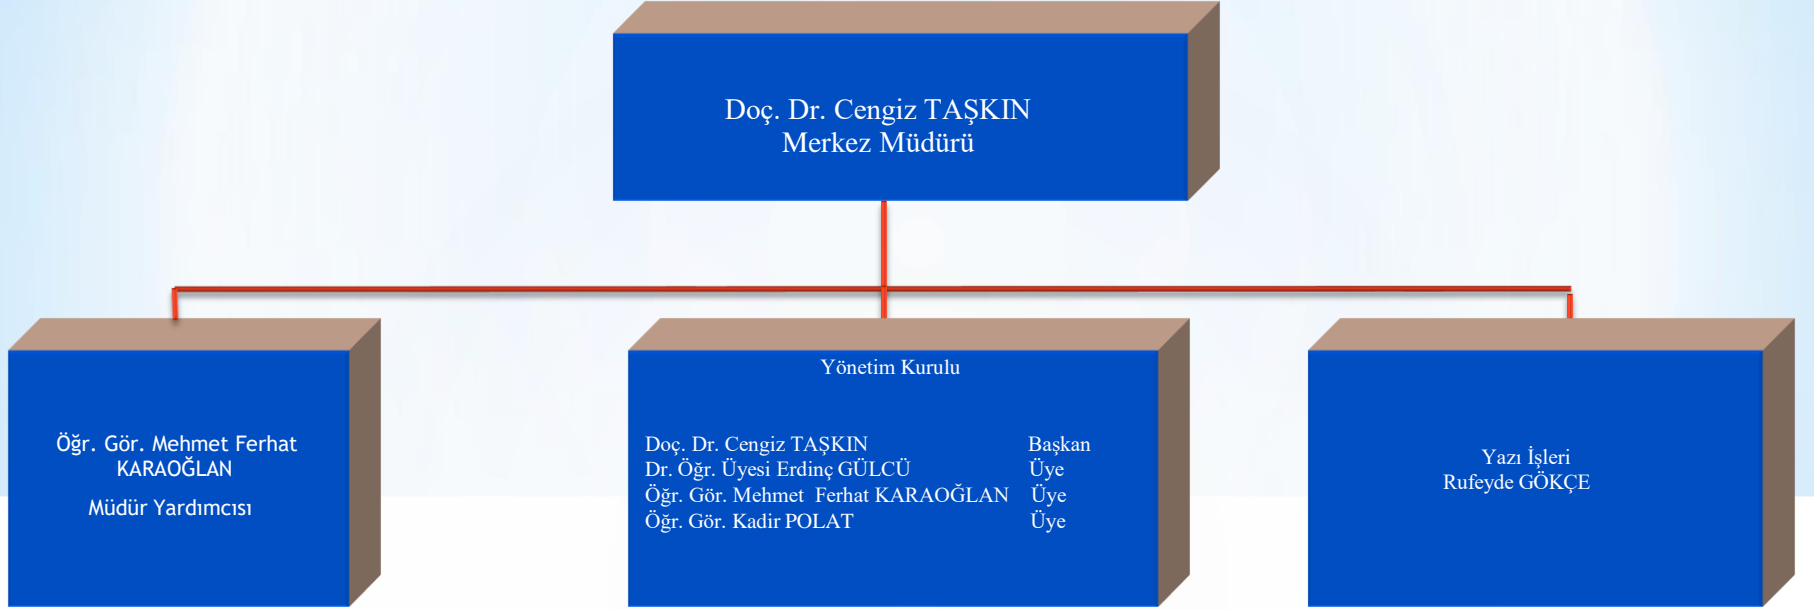 Doç. Dr. Cengiz TAŞKIN
Merkez Müdürü
Öğr. Gör. Mehmet Ferhat
KARAOĞLAN
Müdür Yardımcısı
Yönetim Kurulu
Doç. Dr. Cengiz TAŞKIN Başkan
Dr. Öğr. Üyesi Erdinç GÜLCÜ Üye
Öğr. Gör. Mehmet Ferhat KARAOĞLAN Üye
Öğr. Gör. Kadir POLAT Üye
Yazı İşleri
Rufeyde GÖKÇE